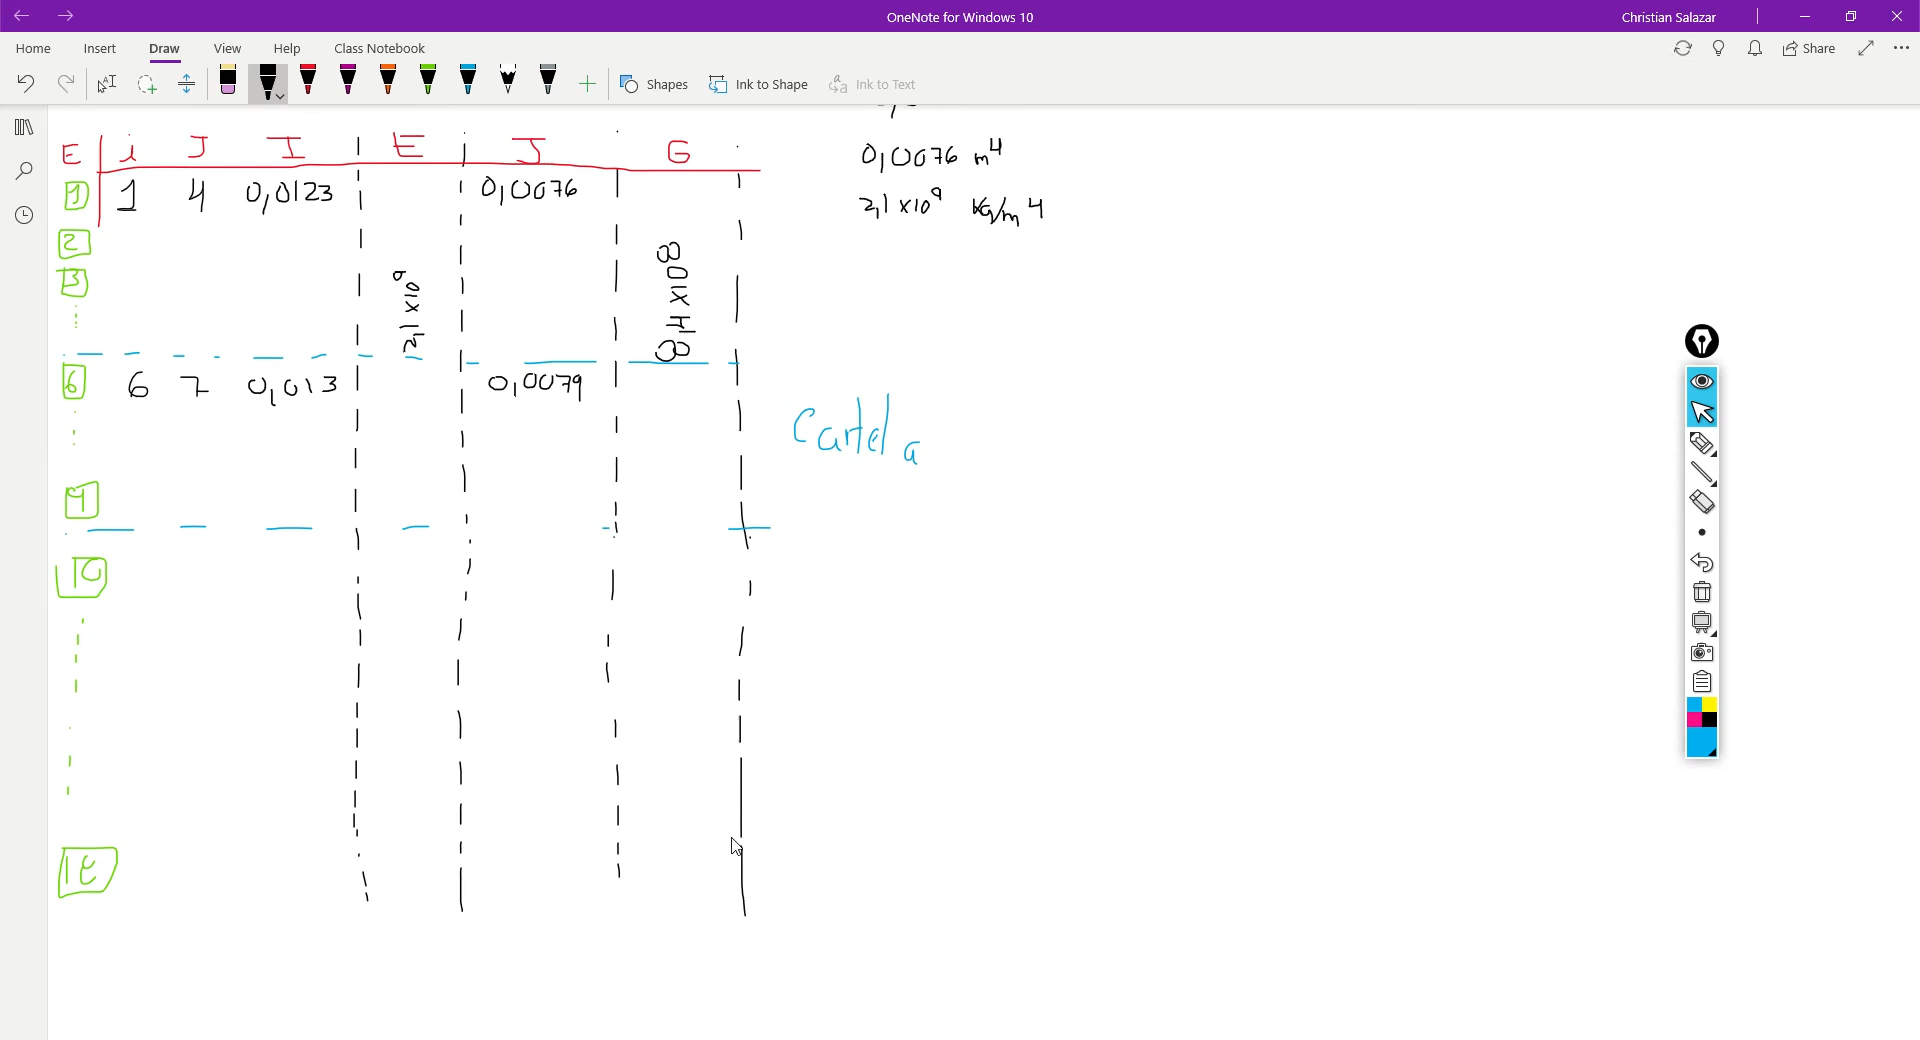 OneNote for Windows 10
Christian Salazar
Home Insert Draw View Help Class Notebook
Share
Shapes Ink to Shape Ink to Text
E i J I E J G
0,0076 m⁴
1 1 4 0,0123 0,0076
2,1 x10⁹ kg/m 4
2
3
2,1 x10⁹
8,4 x108
6 6 7 0,013 0,0079
Cartela
9
10
18